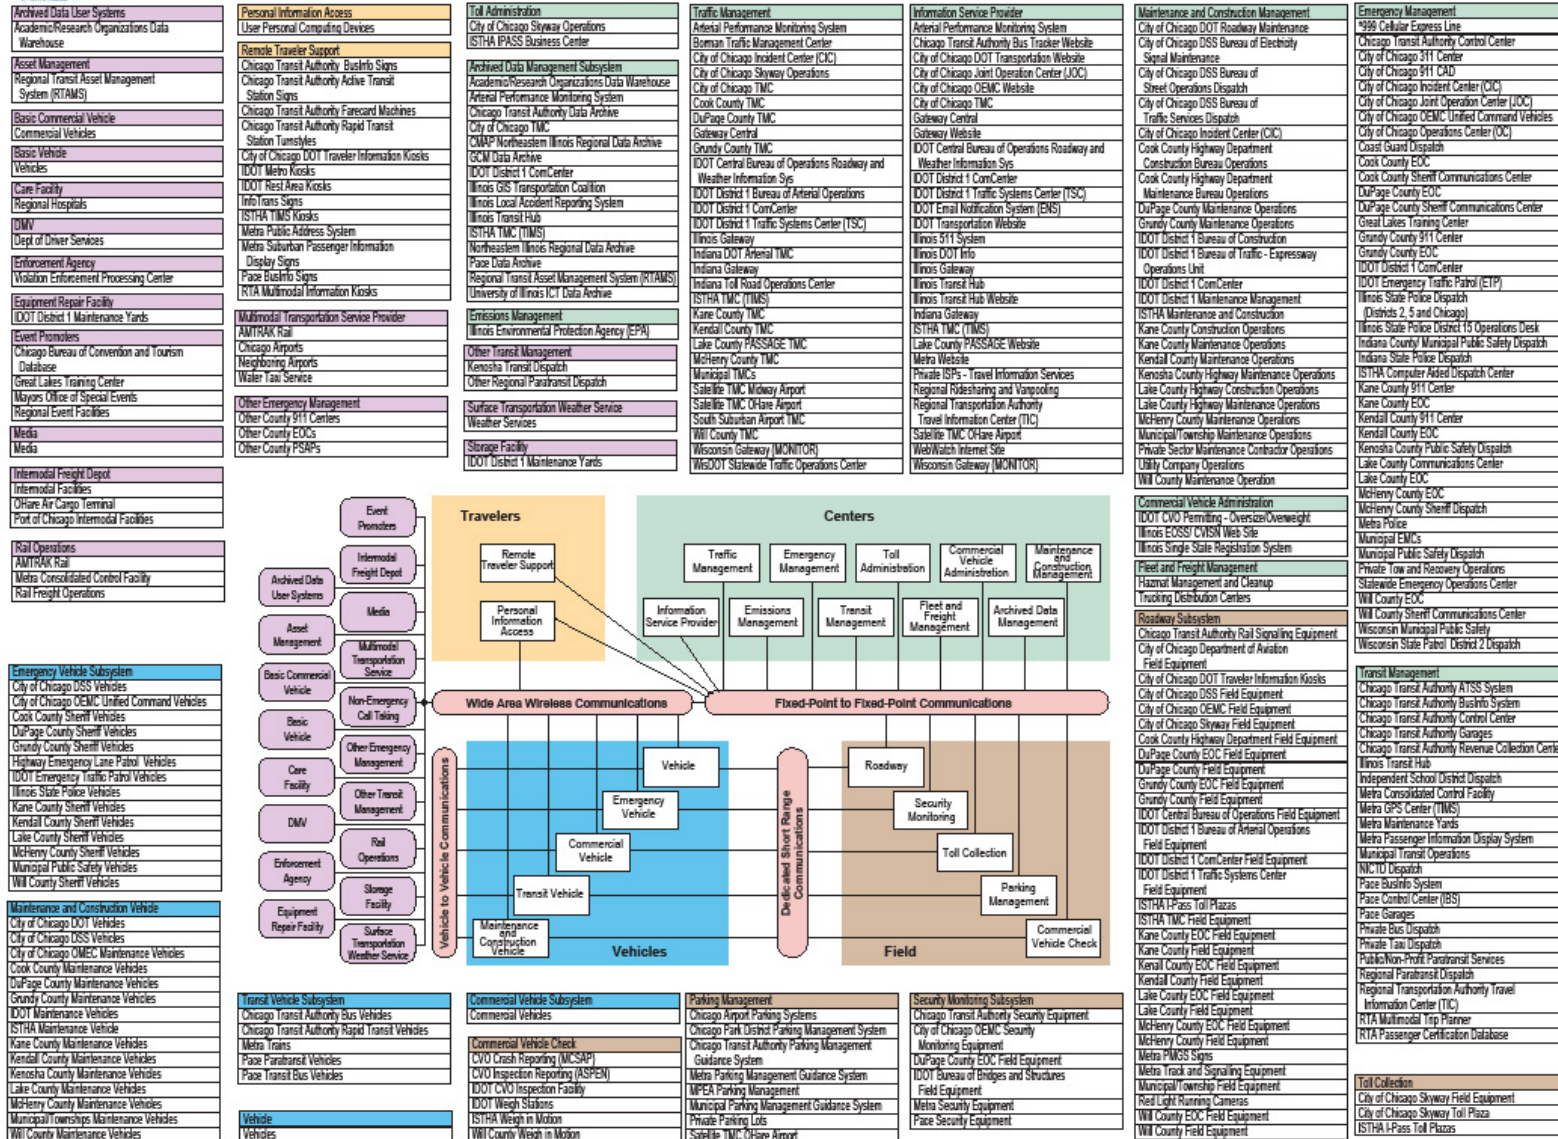 Archived Data User Systems
Academic/Research Organizations Data
Warehouse
Asset Management
Regional Transit Asset Management
System (RTAMS)
Basic Commercial Vehicle
Commercial Vehicles
Basic Vehicle
Vehicles
Care Facility
Regional Hospitals
DMV
Dept of Driver Services
Enforcement Agency
Violation Enforcement Processing Center
Equipment Repair Facility
IDOT District 1 Maintenance Yards
Event Promoters
Chicago Bureau of Convention and Tourism
Database
Great Lakes Training Center
Mayors Office of Special Events
Regional Event Facilities
Media
Media
Intermodal Freight Depot
Intermodal Facilities
OHare Air Cargo Terminal
Port of Chicago Intermodal Facilities
Rail Operations
AMTRAK Rail
Metra Consolidated Control Facility
Rail Freight Operations
Emergency Vehicle Subsystem
City of Chicago DSS Vehicles
City of Chicago OEMC Unified Command Vehicles
Cook County Sheriff Vehicles
DuPage County Sheriff Vehicles
Grundy County Sheriff Vehicles
Highway Emergency Lane Patrol Vehicles
IDOT Emergency Traffic Patrol Vehicles
Illinois State Police Vehicles
Kane County Sheriff Vehicles
Kendall County Sheriff Vehicles
Lake County Sheriff Vehicles
McHenry County Sheriff Vehicles
Municipal Public Safety Vehicles
Will County Sheriff Vehicles
Maintenance and Construction Vehicle
City of Chicago DOT Vehicles
City of Chicago DSS Vehicles
City of Chicago OMEC Maintenance Vehicles
Cook County Maintenance Vehicles
DuPage County Maintenance Vehicles
Grundy County Maintenance Vehicles
IDOT Maintenance Vehicles
ISTHA Maintenance Vehicle
Kane County Maintenance Vehicles
Kendall County Maintenance Vehicles
Kenosha County Maintenance Vehicles
Lake County Maintenance Vehicles
McHenry County Maintenance Vehicles
Municipal/Townships Maintenance Vehicles
Will County Maintenance Vehicles
Personal Information Access
User Personal Computing Devices
Remote Traveler Support
Chicago Transit Authority BusInfo Signs
Chicago Transit Authority Active Transit
Station Signs
Chicago Transit Authority Farecard Machines
Chicago Transit Authority Rapid Transit
Station Turnstyles
City of Chicago DOT Traveler Information Kiosks
IDOT Metro Kiosks
IDOT Rest Area Kiosks
InfoTrans Signs
ISTHA TIMS Kiosks
Metra Public Address System
Metra Suburban Passenger Information
Display Signs
Pace BusInfo Signs
RTA Multimodal Information Kiosks
Multimodal Transportation Service Provider
AMTRAK Rail
Chicago Airports
Neighboring Airports
Water Taxi Service
Other Emergency Management
Other County 911 Centers
Other County EOCs
Other County PSAPs
Toll Administration
City of Chicago Skyway Operations
ISTHA IPASS Business Center
Archived Data Management Subsystem
Academic/Research Organizations Data Warehouse
Arterial Performance Monitoring System
Chicago Transit Authority Data Archive
City of Chicago TMC
CMAP Northeastern Illinois Regional Data Archive
GCM Data Archive
IDOT District 1 ComCenter
Illinois GIS Transportation Coalition
Illinois Local Accident Reporting System
Illinois Transit Hub
ISTHA TMC (TIMS)
Northeastern Illinois Regional Data Archive
Pace Data Archive
Regional Transit Asset Management System (RTAMS)
University of Illinois ICT Data Archive
Emissions Management
Illinois Environmental Protection Agency (EPA)
Other Transit Management
Kenosha Transit Dispatch
Other Regional Paratransit Dispatch
Surface Transportation Weather Service
Weather Services
Storage Facility
IDOT District 1 Maintenance Yards
Traffic Management
Arterial Performance Monitoring System
Borman Traffic Management Center
City of Chicago Incident Center (CIC)
City of Chicago Skyway Operations
City of Chicago TMC
Cook County TMC
DuPage County TMC
Gateway Central
Grundy County TMC
IDOT Central Bureau of Operations Roadway and
Weather Information Sys
IDOT District 1 Bureau of Arterial Operations
IDOT District 1 ComCenter
IDOT District 1 Traffic Systems Center (TSC)
Illinois Gateway
Indiana DOT Arterial TMC
Indiana Gateway
Indiana Toll Road Operations Center
ISTHA TMC (TIMS)
Kane County TMC
Kendall County TMC
Lake County PASSAGE TMC
McHenry County TMC
Municipal TMCs
Satellite TMC Midway Airport
Satellite TMC OHare Airport
South Suburban Airport TMC
Will County TMC
Wisconsin Gateway (MONITOR)
WisDOT Statewide Traffic Operations Center
Information Service Provider
Arterial Performance Monitoring System
Chicago Transit Authority Bus Tracker Website
City of Chicago DOT Transportation Website
City of Chicago Joint Operation Center (JOC)
City of Chicago OEMC Website
City of Chicago TMC
Gateway Central
Gateway Website
IDOT Central Bureau of Operations Roadway and
Weather Information Sys
IDOT District 1 ComCenter
IDOT District 1 Traffic Systems Center (TSC)
IDOT Email Notification System (ENS)
IDOT Transportation Website
Illinois 511 System
Illinois DOT Info
Illinois Gateway
Illinois Transit Hub
Illinois Transit Hub Website
Indiana Gateway
ISTHA TMC (TIMS)
Lake County PASSAGE Website
Metra Website
Private ISPs - Travel Information Services
Regional Ridesharing and Vanpooling
Regional Transportation Authority
Travel Information Center (TIC)
Satellite TMC OHare Airport
WebWatch Internet Site
Wisconsin Gateway (MONITOR)
Maintenance and Construction Management
City of Chicago DOT Roadway Maintenance
City of Chicago DSS Bureau of Electricity
Signal Maintenance
City of Chicago DSS Bureau of
Street Operations Dispatch
City of Chicago DSS Bureau of
Traffic Services Dispatch
City of Chicago Incident Center (CIC)
Cook County Highway Department
Construction Bureau Operations
Cook County Highway Department
Maintenance Bureau Operations
DuPage County Maintenance Operations
Grundy County Maintenance Operations
IDOT District 1 Bureau of Construction
IDOT District 1 Bureau of Traffic - Expressway
Operations Unit
IDOT District 1 ComCenter
IDOT District 1 Maintenance Management
ISTHA Maintenance and Construction
Kane County Construction Operations
Kane County Maintenance Operations
Kendall County Maintenance Operations
Kenosha County Highway Maintenance Operations
Lake County Highway Construction Operations
Lake County Highway Maintenance Operations
McHenry County Maintenance Operations
Municipal/Township Maintenance Operations
Private Sector Maintenance Contractor Operations
Utility Company Operations
Will County Maintenance Operation
Commercial Vehicle Administration
IDOT CVO Permitting - Oversize/Overweight
Illinois EOSS/ CVISN Web Site
Illinois Single State Registration System
Fleet and Freight Management
Hazmat Management and Cleanup
Trucking Distribution Centers
Roadway Subsystem
Chicago Transit Authority Rail Signalling Equipment
City of Chicago Department of Aviation
Field Equipment
City of Chicago DOT Traveler Information Kiosks
City of Chicago DSS Field Equipment
City of Chicago OEMC Field Equipment
City of Chicago Skyway Field Equipment
Cook County Highway Department Field Equipment
DuPage County EOC Field Equipment
DuPage County Field Equipment
Grundy County EOC Field Equipment
Grundy County Field Equipment
IDOT Central Bureau of Operations Field Equipment
IDOT District 1 Bureau of Arterial Operations
Field Equipment
IDOT District 1 ComCenter Field Equipment
IDOT District 1 Traffic Systems Center
Field Equipment
ISTHA I-Pass Toll Plazas
ISTHA TMC Field Equipment
Kane County EOC Field Equipment
Kane County Field Equipment
Kenall County EOC Field Equipment
Kendall County Field Equipment
Lake County EOC Field Equipment
Lake County Field Equipment
McHenry County EOC Field Equipment
McHenry County Field Equipment
Metra PMGS Signs
Metra Track and Signalling Equipment
Municipal/Township Field Equipment
Red Light Running Cameras
Will County EOC Field Equipment
Will County Field Equipment
Emergency Management
*999 Cellular Express Line
Chicago Transit Authority Control Center
City of Chicago 311 Center
City of Chicago 911 CAD
City of Chicago Incident Center (CIC)
City of Chicago Joint Operation Center (JOC)
City of Chicago OEMC Unified Command Vehicles
City of Chicago Operations Center (OC)
Coast Guard Dispatch
Cook County EOC
Cook County Sheriff Communications Center
DuPage County EOC
DuPage County Sheriff Communications Center
Great Lakes Training Center
Grundy County 911 Center
Grundy County EOC
IDOT District 1 ComCenter
IDOT Emergency Traffic Patrol (ETP)
Illinois State Police Dispatch
(Districts 2, 5 and Chicago)
Illinois State Police District 15 Operations Desk
Indiana County/ Municipal Public Safety Dispatch
Indiana State Police Dispatch
ISTHA Computer Aided Dispatch Center
Kane County 911 Center
Kane County EOC
Kendall County 911 Center
Kendall County EOC
Kenosha County Public Safety Dispatch
Lake County Communications Center
Lake County EOC
McHenry County EOC
McHenry County Sheriff Dispatch
Metra Police
Municipal EMCs
Municipal Public Safety Dispatch
Private Tow and Recovery Operations
Statewide Emergency Operations Center
Will County EOC
Will County Sheriff Communications Center
Wisconsin Municipal Public Safety
Wisconsin State Patrol District 2 Dispatch
Transit Management
Chicago Transit Authority ATSS System
Chicago Transit Authority BusInfo System
Chicago Transit Authority Control Center
Chicago Transit Authority Garages
Chicago Transit Authority Revenue Collection Cente
Illinois Transit Hub
Independent School District Dispatch
Metra Consolidated Control Facility
Metra GPS Center (TIMS)
Metra Maintenance Yards
Metra Passenger Information Display System
Municipal Transit Operations
NICTD Dispatch
Pace BusInfo System
Pace Control Center (IBS)
Pace Garages
Private Bus Dispatch
Private Taxi Dispatch
Public/Non-Profit Paratransit Services
Regional Paratransit Dispatch
Regional Transportation Authority Travel
Information Center (TIC)
RTA Multimodal Trip Planner
RTA Passenger Certification Database
Toll Collection
City of Chicago Skyway Field Equipment
City of Chicago Skyway Toll Plaza
ISTHA I-Pass Toll Plazas
Event
Promoters
Intermodal
Freight Depot
Archived Data
User Systems
Media
Asset
Management
Multimodal
Transportation
Service
Basic Commercial
Vehicle
Non-Emergency
Call Taking
Basic
Vehicle
Other Emergency
Management
Care
Facility
Other Transit
Management
DMV
Rail
Operations
Enforcement
Agency
Storage
Facility
Equipment
Repair Facility
Surface
Transportation
Weather Service
Travelers
Remote
Traveler Support
Personal
Information
Access
Centers
Traffic
Management
Emergency
Management
Toll
Administration
Commercial
Vehicle
Administration
Maintenance
and
Construction
Management
Information
Service Provider
Emissions
Management
Transit
Management
Fleet and
Freight
Management
Archived Data
Management
Wide Area Wireless Communications
Fixed-Point to Fixed-Point Communications
Vehicle to Vehicle Communications
Vehicle
Emergency
Vehicle
Commercial
Vehicle
Transit Vehicle
Maintenance
and
Construction
Vehicle
Vehicles
Dedicated Short Range
Communications
Roadway
Security
Monitoring
Toll Collection
Parking
Management
Commercial
Vehicle Check
Field
Transit Vehicle Subsystem
Chicago Transit Authority Bus Vehicles
Chicago Transit Authority Rapid Transit Vehicles
Metra Trains
Pace Paratransit Vehicles
Pace Transit Bus Vehicles
Vehicle
Vehicles
Commercial Vehicle Subsystem
Commercial Vehicles
Commercial Vehicle Check
CVO Crash Reporting (MCSAP)
CVO Inspection Reporting (ASPEN)
IDOT CVO Inspection Facility
IDOT Weigh Stations
ISTHA Weigh in Motion
Will County Weigh in Motion
Parking Management
Chicago Airport Parking Systems
Chicago Park District Parking Management System
Chicago Transit Authority Parking Management
Guidance System
Metra Parking Management Guidance System
MPEA Parking Management
Municipal Parking Management Guidance System
Private Parking Lots
Satellite TMC OHare Airport
Security Monitoring Subsystem
Chicago Transit Authority Security Equipment
City of Chicago OEMC Security
Monitoring Equipment
DuPage County EOC Field Equipment
IDOT Bureau of Bridges and Structures
Field Equipment
Metra Security Equipment
Pace Security Equipment